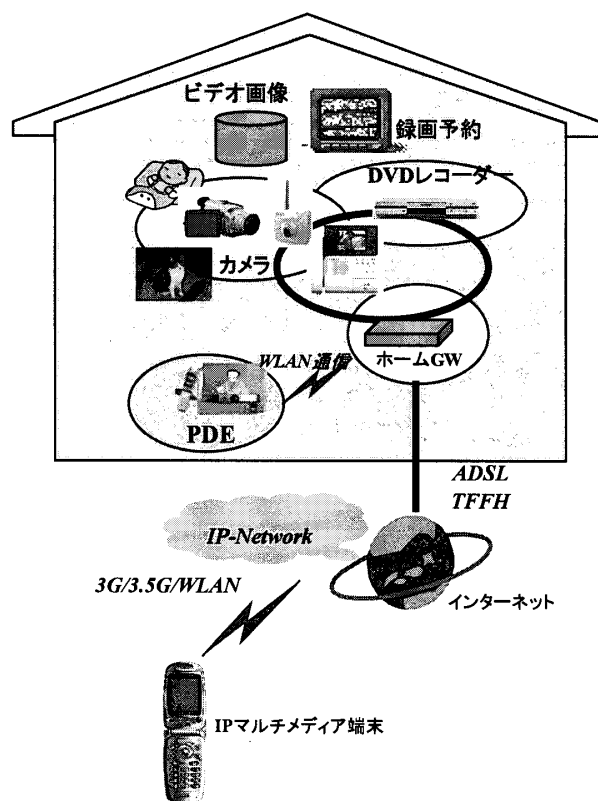 ビデオ画像
録画予約
DVDレコーダー
カメラ
WLAN通信
ホームGW
PDE
ADSL
TFFH
IP-Network
3G/3.5G/WLAN
インターネット
IPマルチメディア端末